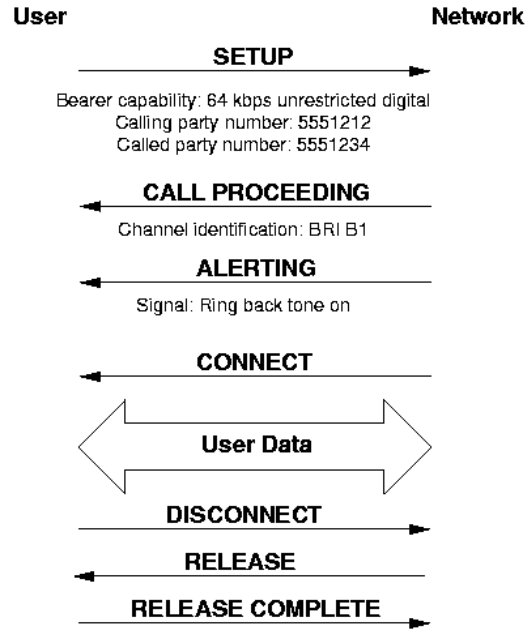 User
Network
SETUP
Bearer capability: 64 kbps unrestricted digital
Calling party number: 5551212
Called party number: 5551234
CALL PROCEEDING
Channel identification: BRI B1
ALERTING
Signal: Ring back tone on
CONNECT
User Data
DISCONNECT
RELEASE
RELEASE COMPLETE